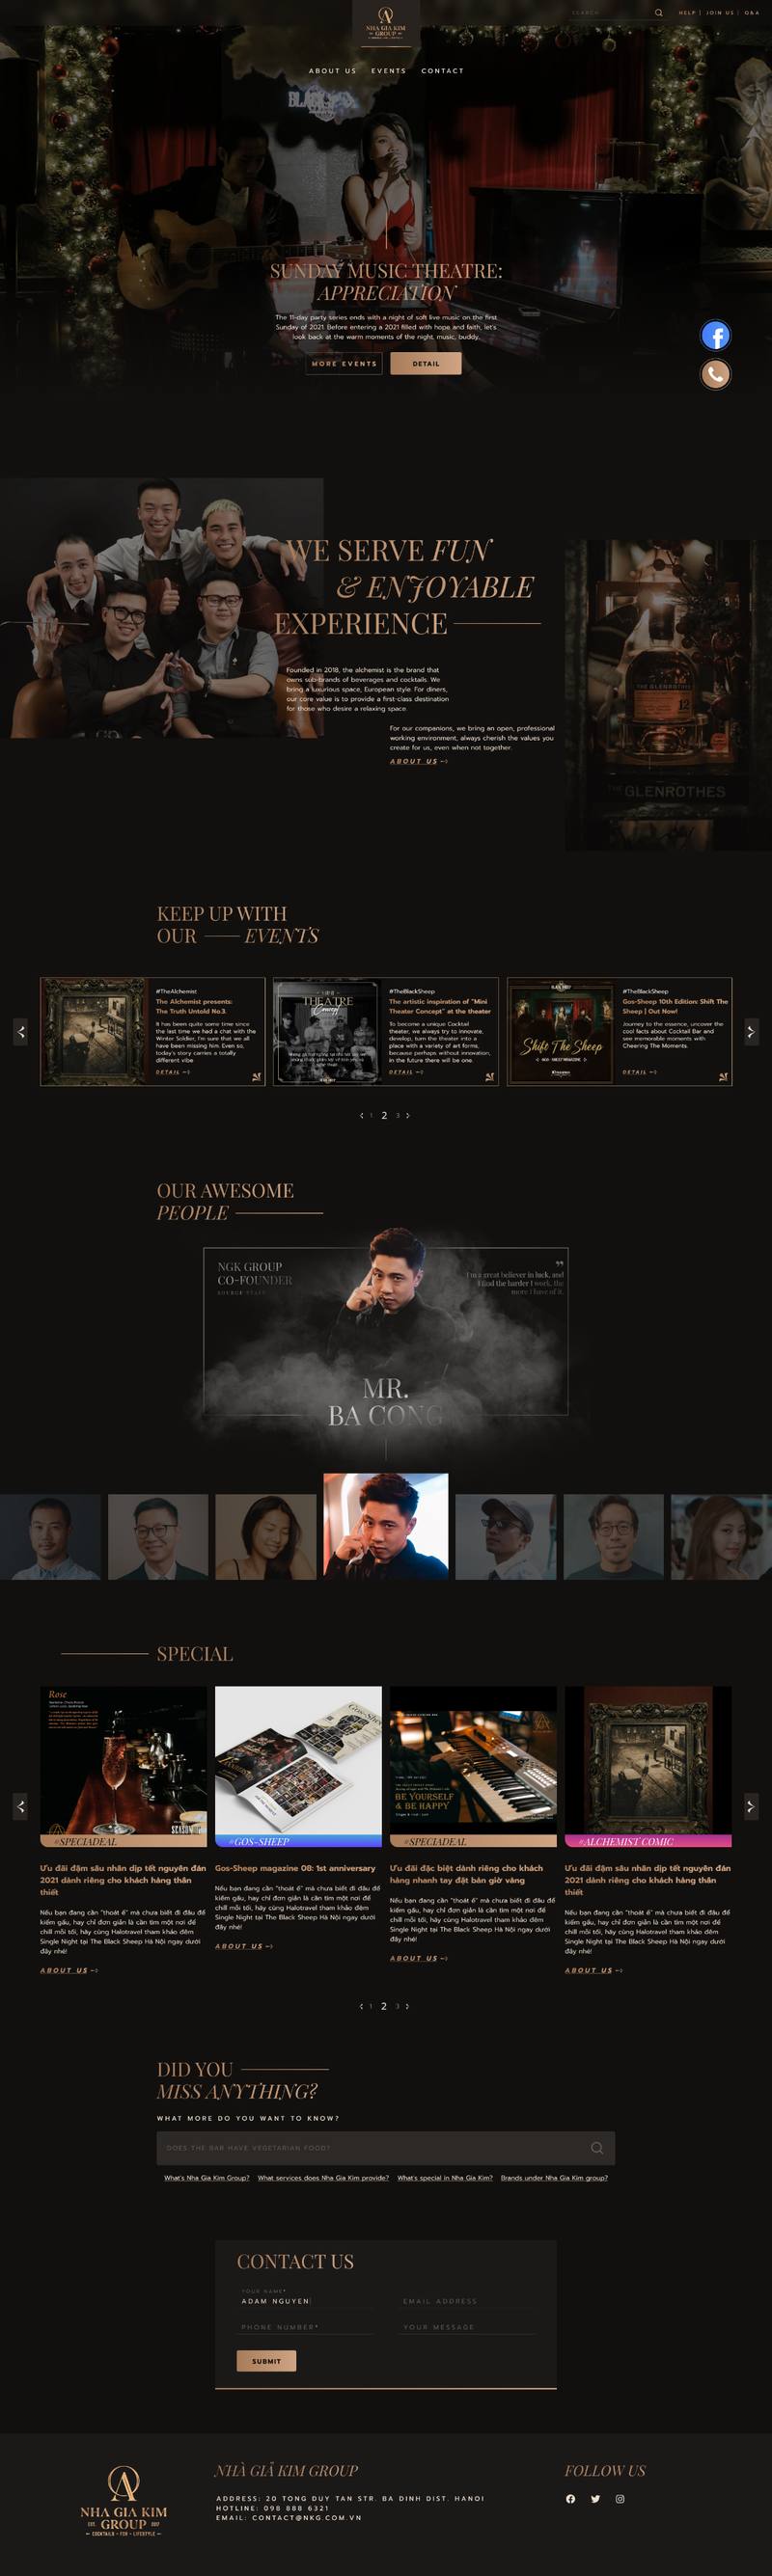 NHA GIA KIM
GROUP
SEARCH
HELP | JOIN US | Q&A
ABOUT US EVENTS CONTACT
SUNDAY MUSIC THEATRE:
APPRECIATION
The 11-day party series ends with a night of soft live music on the first
Sunday of 2021. Before entering a 2021 filled with hope and faith, let's
look back at the warm moments of the night, music, buddy.
MORE EVENTS
DETAIL
WE SERVE FUN
& ENJOYABLE
EXPERIENCE
Founded in 2018, the alchemist is the brand that
owns sub-brands of beverages and cocktails. We
bring a luxurious space, European style. For diners,
our core value is to provide a first-class destination
for those who desire a relaxing space.
For our companions, we bring an open, professional
working environment, always cherish the values you
create for us, even when not together.
ABOUT US
THE GLENROTHES
12
THE GLENROTHES
KEEP UP WITH
OUR EVENTS
#TheAlchemist
The Alchemist presents:
The Truth Untold No.3.
It has been quite some time since
the last time we had a chat with the
Winter Soldier, I'm sure that we all
have been missing him. Even so,
today's story carries a totally
different vibe
DETAIL
THEATRE
Concept
#TheBlackSheep
The artistic inspiration of "Mini
Theater Concept" at the theater
To become a unique Cocktail
theater, we always try to innovate,
develop, turn the theater into a
place with a variety of art forms,
because perhaps without innovation,
in the future there will be one.
DETAIL
Shift The Sheep
#TheBlackSheep
Gos-Sheep 10th Edition: Shift The
Sheep | Out Now!
Journey to the essence, uncover the
cool facts about Cocktail Bar and
see memorable moments with
Cheering The Moments.
DETAIL
1 2 3
OUR AWESOME
PEOPLE
NGK GROUP
CO-FOUNDER
I'm a great believer in luck, and
I find the harder I work, the
more I have of it.
MR.
BA CONG
SPECIAL
Rose
SEASON
#SPECIADEAL
Ưu đãi đậm sâu nhân dịp tết nguyên đán
2021 dành riêng cho khách hàng thân
thiết
Nếu bạn đang cần "thoát ế" mà chưa biết đi đâu để
kiếm gấu, hay chỉ đơn giản là cần tìm một nơi để
chill mỗi tối, hãy cùng Halotravel tham khảo đêm
Single Night tại The Black Sheep Hà Nội ngay dưới
đây nhé!
ABOUT US
#GOS-SHEEP
Gos-Sheep magazine 08: 1st anniversary
Nếu bạn đang cần "thoát ế" mà chưa biết đi đâu để
kiếm gấu, hay chỉ đơn giản là cần tìm một nơi để
chill mỗi tối, hãy cùng Halotravel tham khảo đêm
Single Night tại The Black Sheep Hà Nội ngay dưới
đây nhé!
ABOUT US
BE YOURSELF
& BE HAPPY
#SPECIADEAL
Ưu đãi đặc biệt dành riêng cho khách
hàng nhanh tay đặt bàn giờ vàng
Nếu bạn đang cần "thoát ế" mà chưa biết đi đâu để
kiếm gấu, hay chỉ đơn giản là cần tìm một nơi để
chill mỗi tối, hãy cùng Halotravel tham khảo đêm
Single Night tại The Black Sheep Hà Nội ngay dưới
đây nhé!
ABOUT US
#ALCHEMIST COMIC
Ưu đãi đậm sâu nhân dịp tết nguyên đán
2021 dành riêng cho khách hàng thân
thiết
Nếu bạn đang cần "thoát ế" mà chưa biết đi đâu để
kiếm gấu, hay chỉ đơn giản là cần tìm một nơi để
chill mỗi tối, hãy cùng Halotravel tham khảo đêm
Single Night tại The Black Sheep Hà Nội ngay dưới
đây nhé!
ABOUT US
1 2 3
DID YOU
MISS ANYTHING?
WHAT MORE DO YOU WANT TO KNOW?
DOES THE BAR HAVE VEGETARIAN FOOD?
What's Nha Gia Kim Group? What services does Nha Gia Kim provide? What's special in Nha Gia Kim? Brands under Nha Gia Kim group?
CONTACT US
YOUR NAME*
ADAM NGUYEN
EMAIL ADDRESS
PHONE NUMBER*
YOUR MESSAGE
SUBMIT
NHA GIA KIM
EST. GROUP 2017
COCKTAILS - FOR - LIFESTYLE
NHÀ GIẢ KIM GROUP
ADDRESS: 20 TONG DUY TAN STR. BA DINH DIST. HANOI
HOTLINE: 098 888 6321
EMAIL: CONTACT@NKG.COM.VN
FOLLOW US